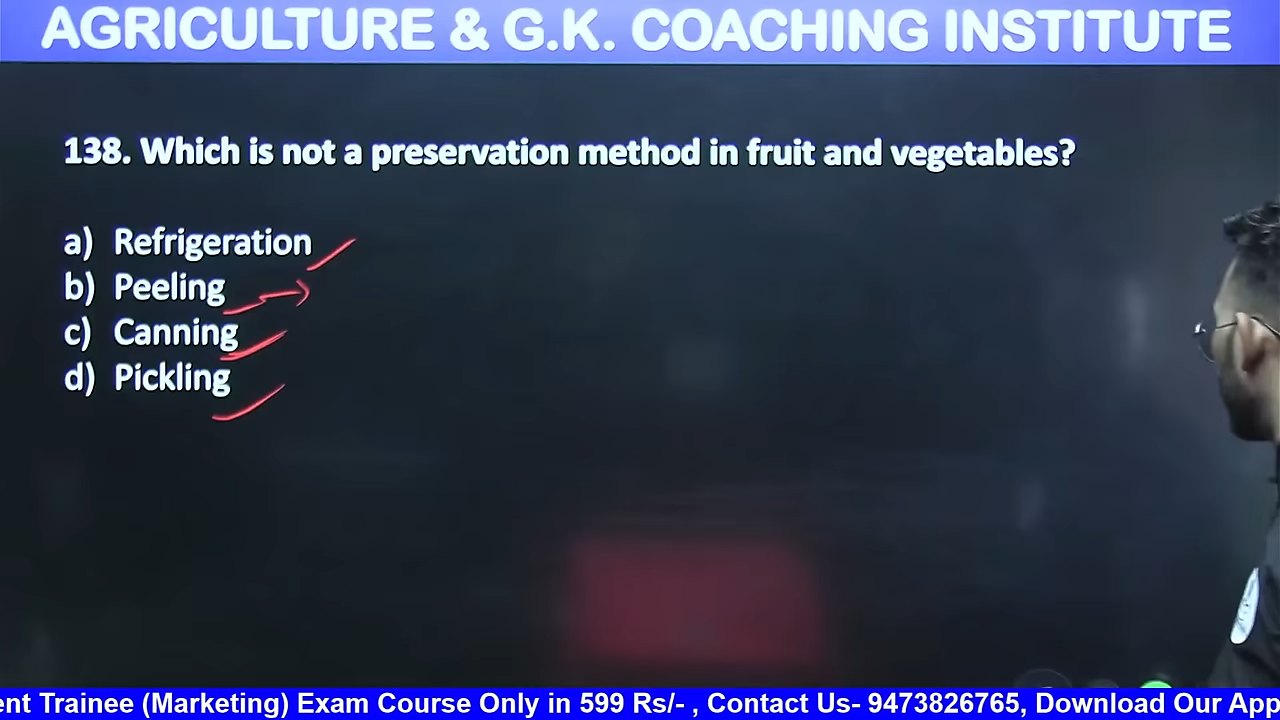 AGRICULTURE & G.K. COACHING INSTITUTE
138. Which is not a preservation method in fruit and vegetables?
a) Refrigeration
b) Peeling
c) Canning
d) Pickling
ent Trainee (Marketing) Exam Course Only in 599 Rs/- , Contact Us- 9473826765, Download Our App